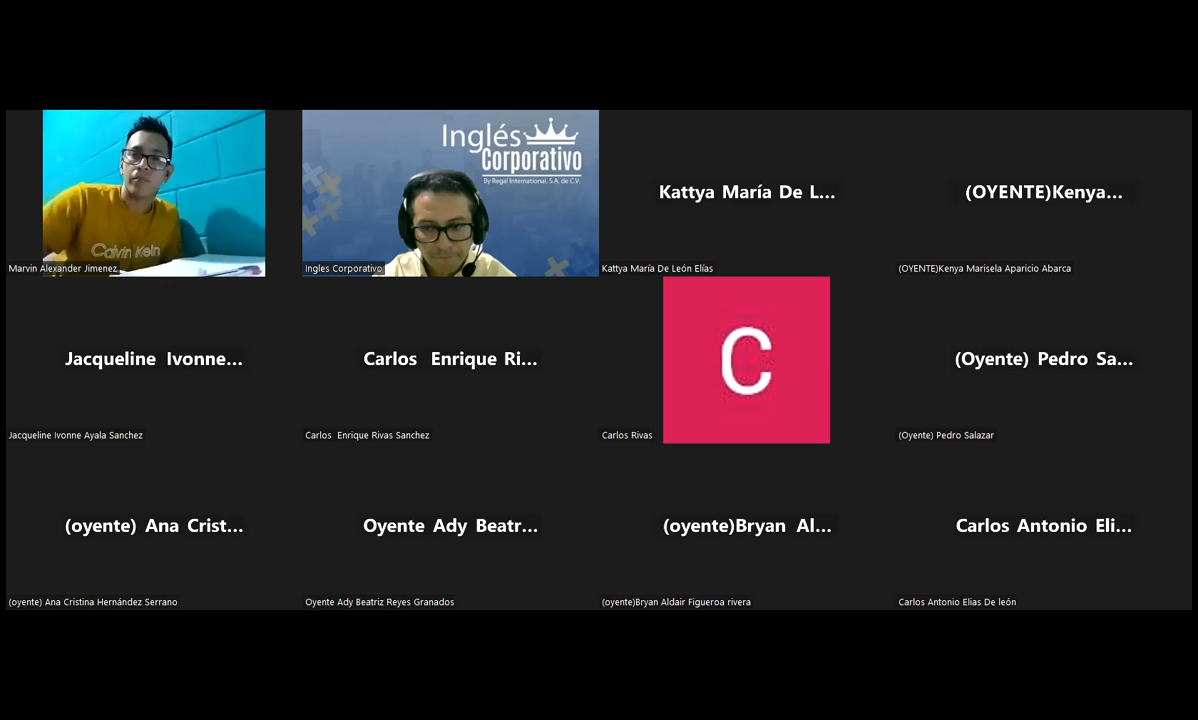 Inglés
Corporativo
By Regal International, S.A. de C.V.
Calvin Klein
Marvin Alexander Jimenez
Ingles Corporativo
Kattya María De L...
Kattya María De León Elías
(OYENTE)Kenya...
(OYENTE)Kenya Marisela Aparicio Abarca
Jacqueline Ivonne...
Jacqueline Ivonne Ayala Sanchez
Carlos Enrique Ri...
Carlos Enrique Rivas Sanchez
C
Carlos Rivas
(Oyente) Pedro Sa...
(Oyente) Pedro Salazar
(oyente) Ana Crist...
(oyente) Ana Cristina Hernández Serrano
Oyente Ady Beatr...
Oyente Ady Beatriz Reyes Granados
(oyente)Bryan Al...
(oyente)Bryan Aldair Figueroa rivera
Carlos Antonio Eli...
Carlos Antonio Elias De león